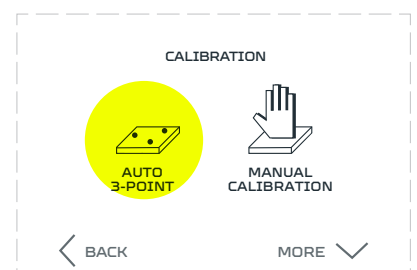 CALIBRATION
AUTO
3-POINT
MANUAL
CALIBRATION
BACK
MORE